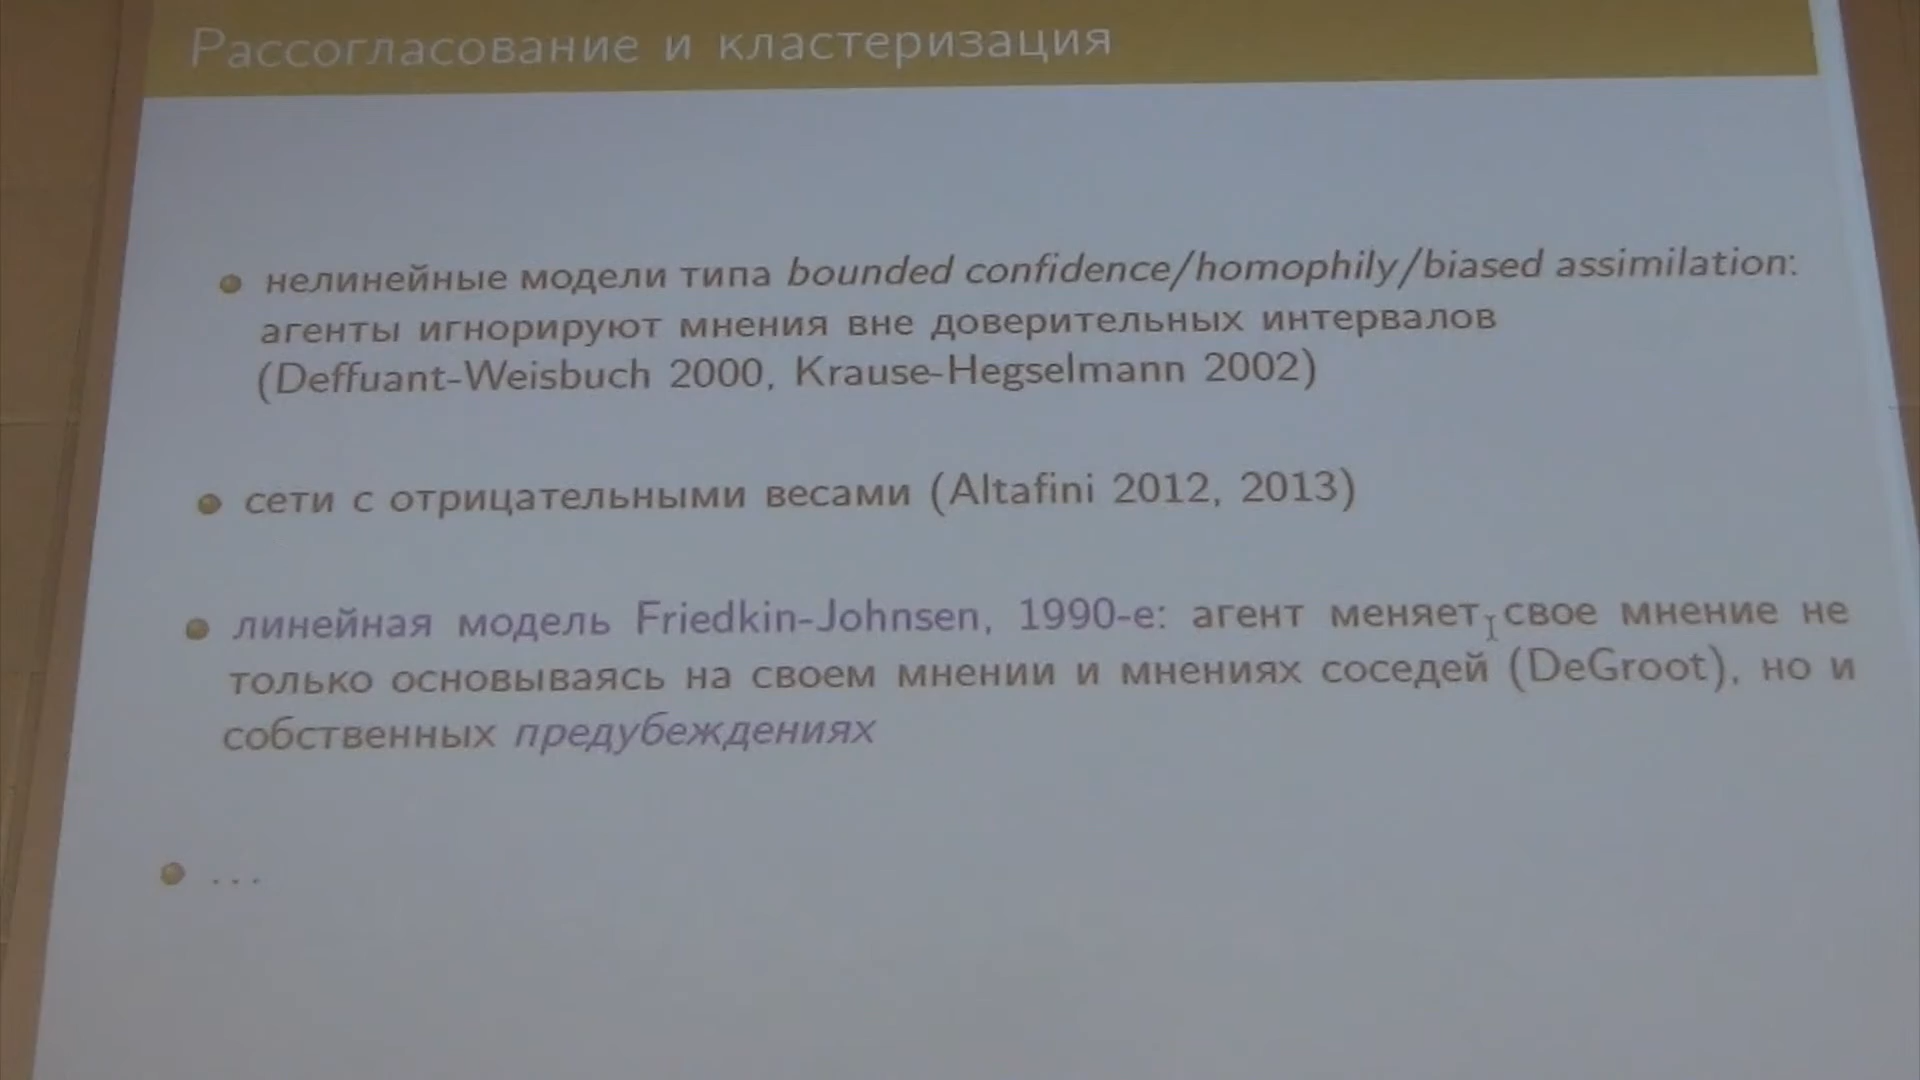 Рассогласование и кластеризация
нелинейные модели типа bounded confidence/homophily/biased assimilation:
агенты игнорируют мнения вне доверительных интервалов
(Deffuant-Weisbuch 2000, Krause-Hegselmann 2002)
сети с отрицательными весами (Altafini 2012, 2013)
линейная модель Friedkin-Johnsen, 1990-е: агент меняет свое мнение не
только основываясь на своем мнении и мнениях соседей (DeGroot), но и
собственных предубеждениях
...